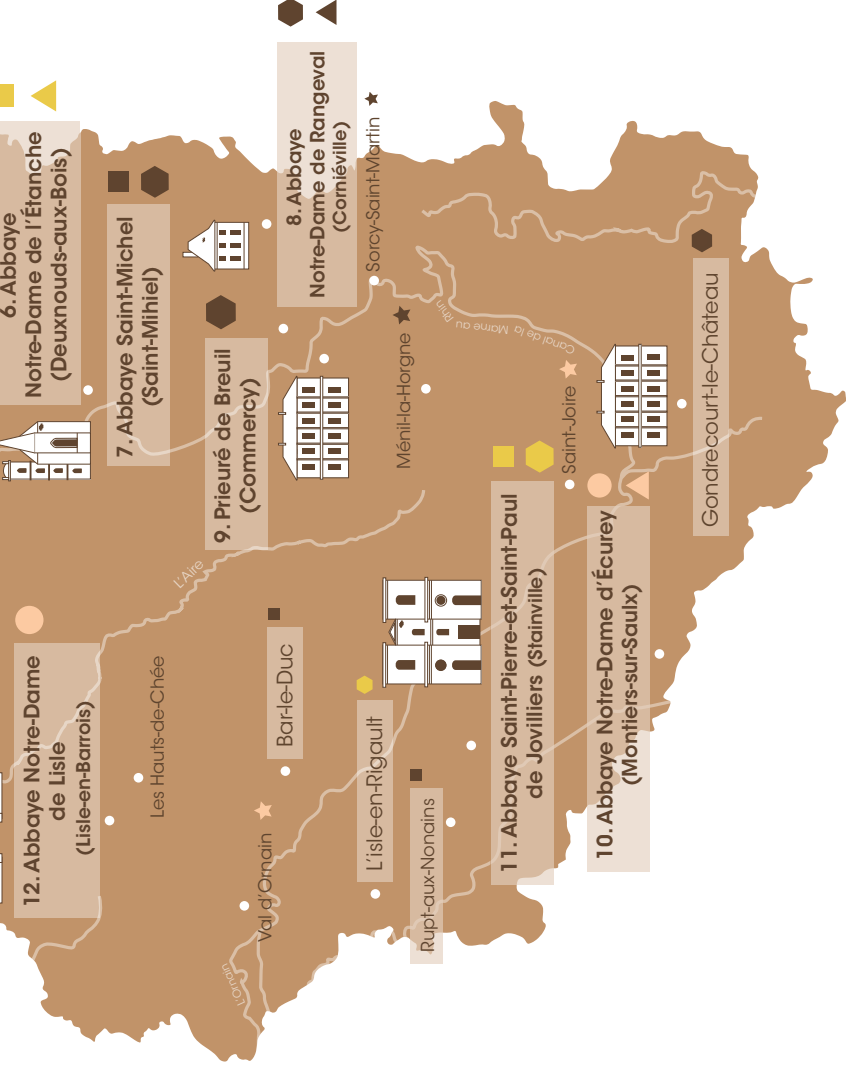 6. Abbaye
Notre-Dame de l'Étanche
(Deuxnouds-aux-Bois)
7. Abbaye Saint-Michel
(Saint-Mihiel)
8. Abbaye
Notre-Dame de Rangeval
(Corniéville)
Sorcy-Saint-Martin
9. Prieuré de Breuil
(Commercy)
Ménil-la-Horgne
Canal de la Marne au Rhin
Saint-Joire
Gondrecourt-le-Château
L'Aire
12. Abbaye Notre-Dame
de Lisle
(Lisle-en-Barrois)
Les Hauts-de-Chée
Bar-le-Duc
Val d'Ornain
L'Ornain
L'isle-en-Rigault
Rupt-aux-Nonains
11. Abbaye Saint-Pierre-et-Saint-Paul
de Jovilliers (Stainville)
10. Abbaye Notre-Dame d'Écurey
(Montiers-sur-Saulx)